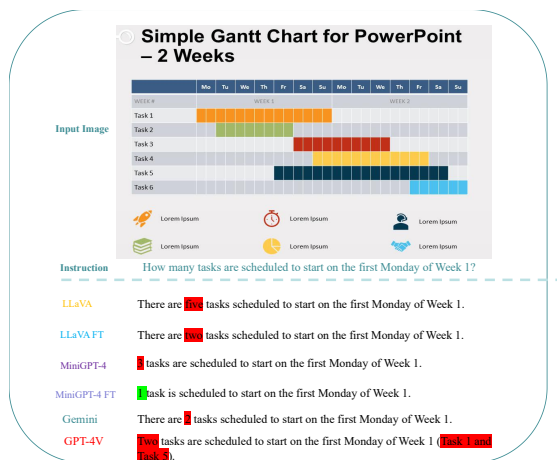 Simple Gantt Chart for PowerPoint
– 2 Weeks
Mo Tu We Th Fr Sa Su Mo Tu We Th Fr Sa Su
WEEK # WEEK 1 WEEK 2
Input Image
Task 1
Task 2
Task 3
Task 4
Task 5
Task 6
Lorem Ipsum Lorem Ipsum Lorem Ipsum
Lorem Ipsum Lorem Ipsum Lorem Ipsum
Instruction How many tasks are scheduled to start on the first Monday of Week 1?
LLaVA There are five tasks scheduled to start on the first Monday of Week 1.
LLaVA FT There are two tasks scheduled to start on the first Monday of Week 1.
MiniGPT-4 3 tasks are scheduled to start on the first Monday of Week 1.
MiniGPT-4 FT 1 task is scheduled to start on the first Monday of Week 1.
Gemini There are 2 tasks scheduled to start on the first Monday of Week 1.
GPT-4V Two tasks are scheduled to start on the first Monday of Week 1 (Task 1 and
Task 5).